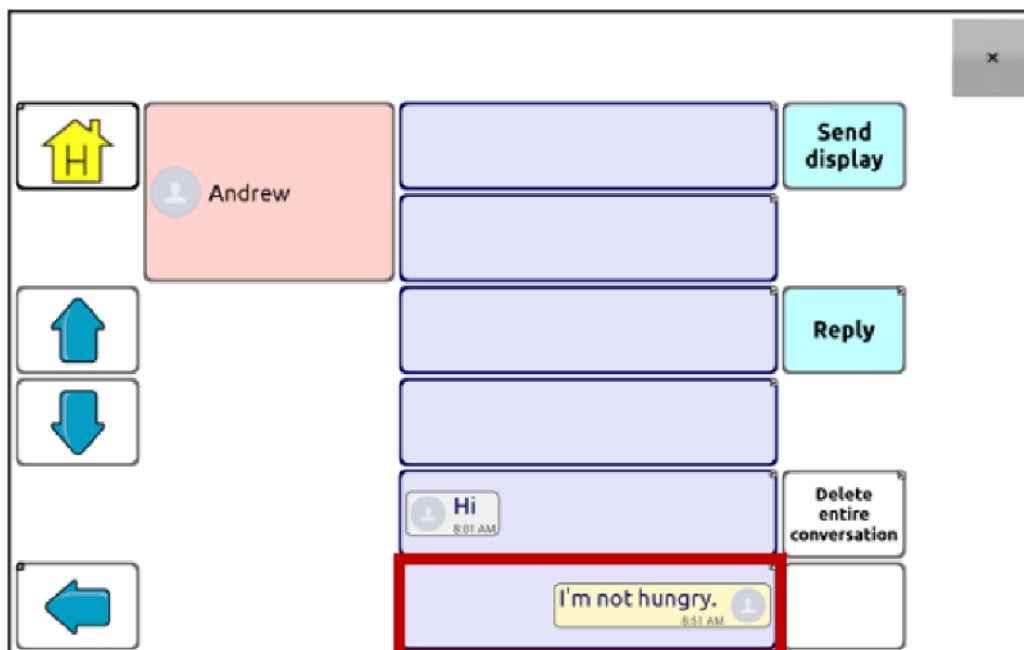 ×
H
Send
display
Andrew
Reply
Hi
8:01 AM
Delete
entire
conversation
I'm not hungry.
8:51 AM